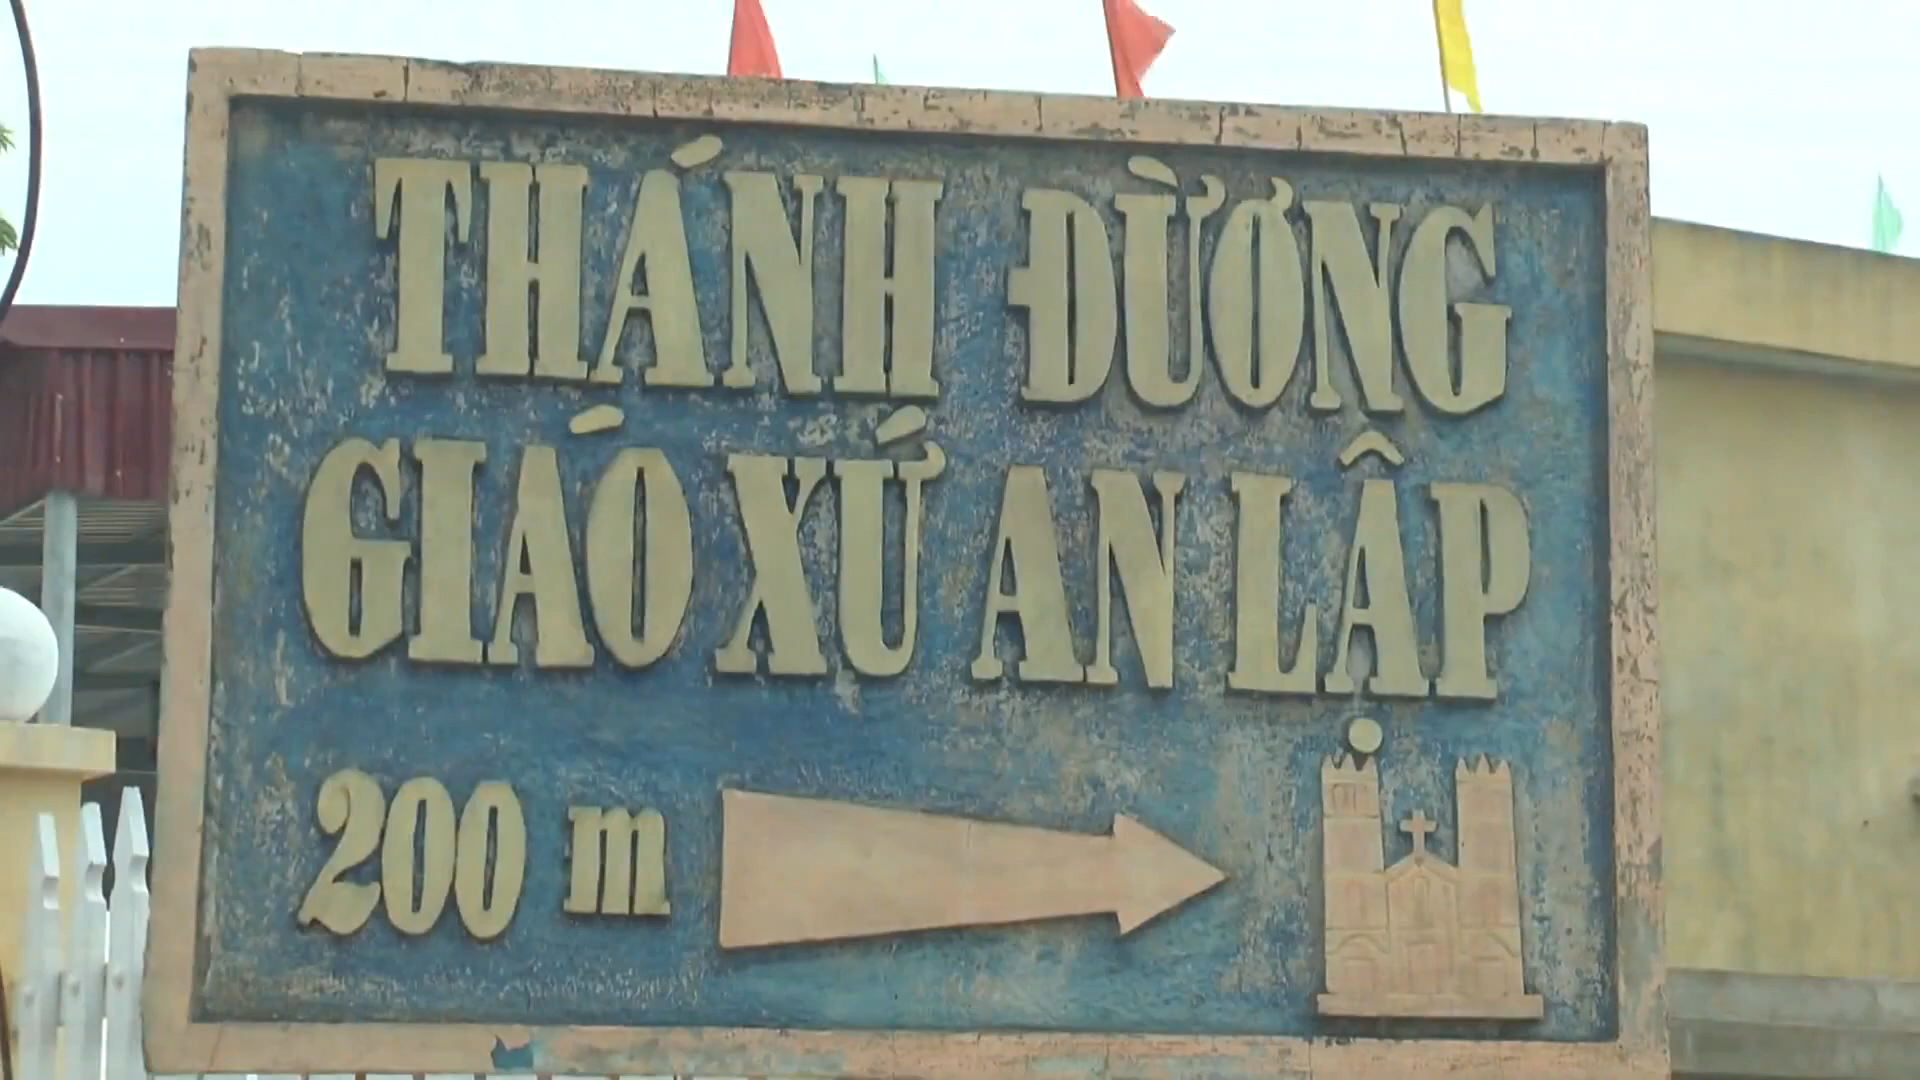 THÁNH ĐƯỜNG
GIÁO XỨ AN LẬP
200 m